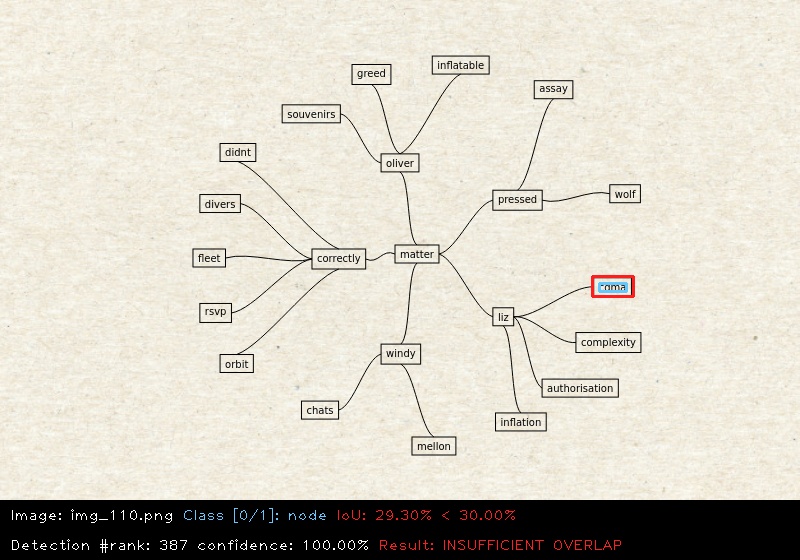 inflatable
greed
assay
souvenirs
didnt
oliver
wolf
pressed
divers
matter
fleet
correctly
roma
rsvp
liz
complexity
windy
orbit
authorisation
chats
inflation
mellon
Image: img_110.png Class [0/1]: node IoU: 29.30% < 30.00%
Detection #rank: 387 confidence: 100.00% Result: INSUFFICIENT OVERLAP